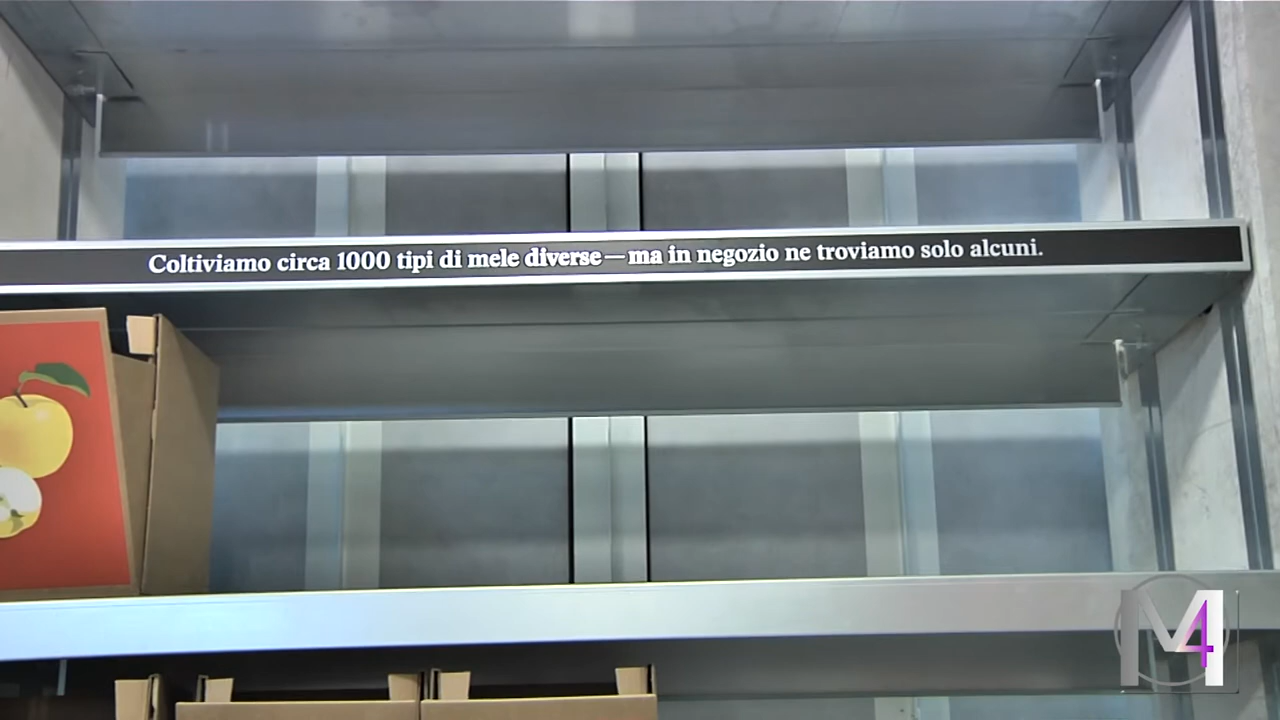 Coltiviamo circa 1000 tipi di mele diverse — ma in negozio ne troviamo solo alcuni.
M4